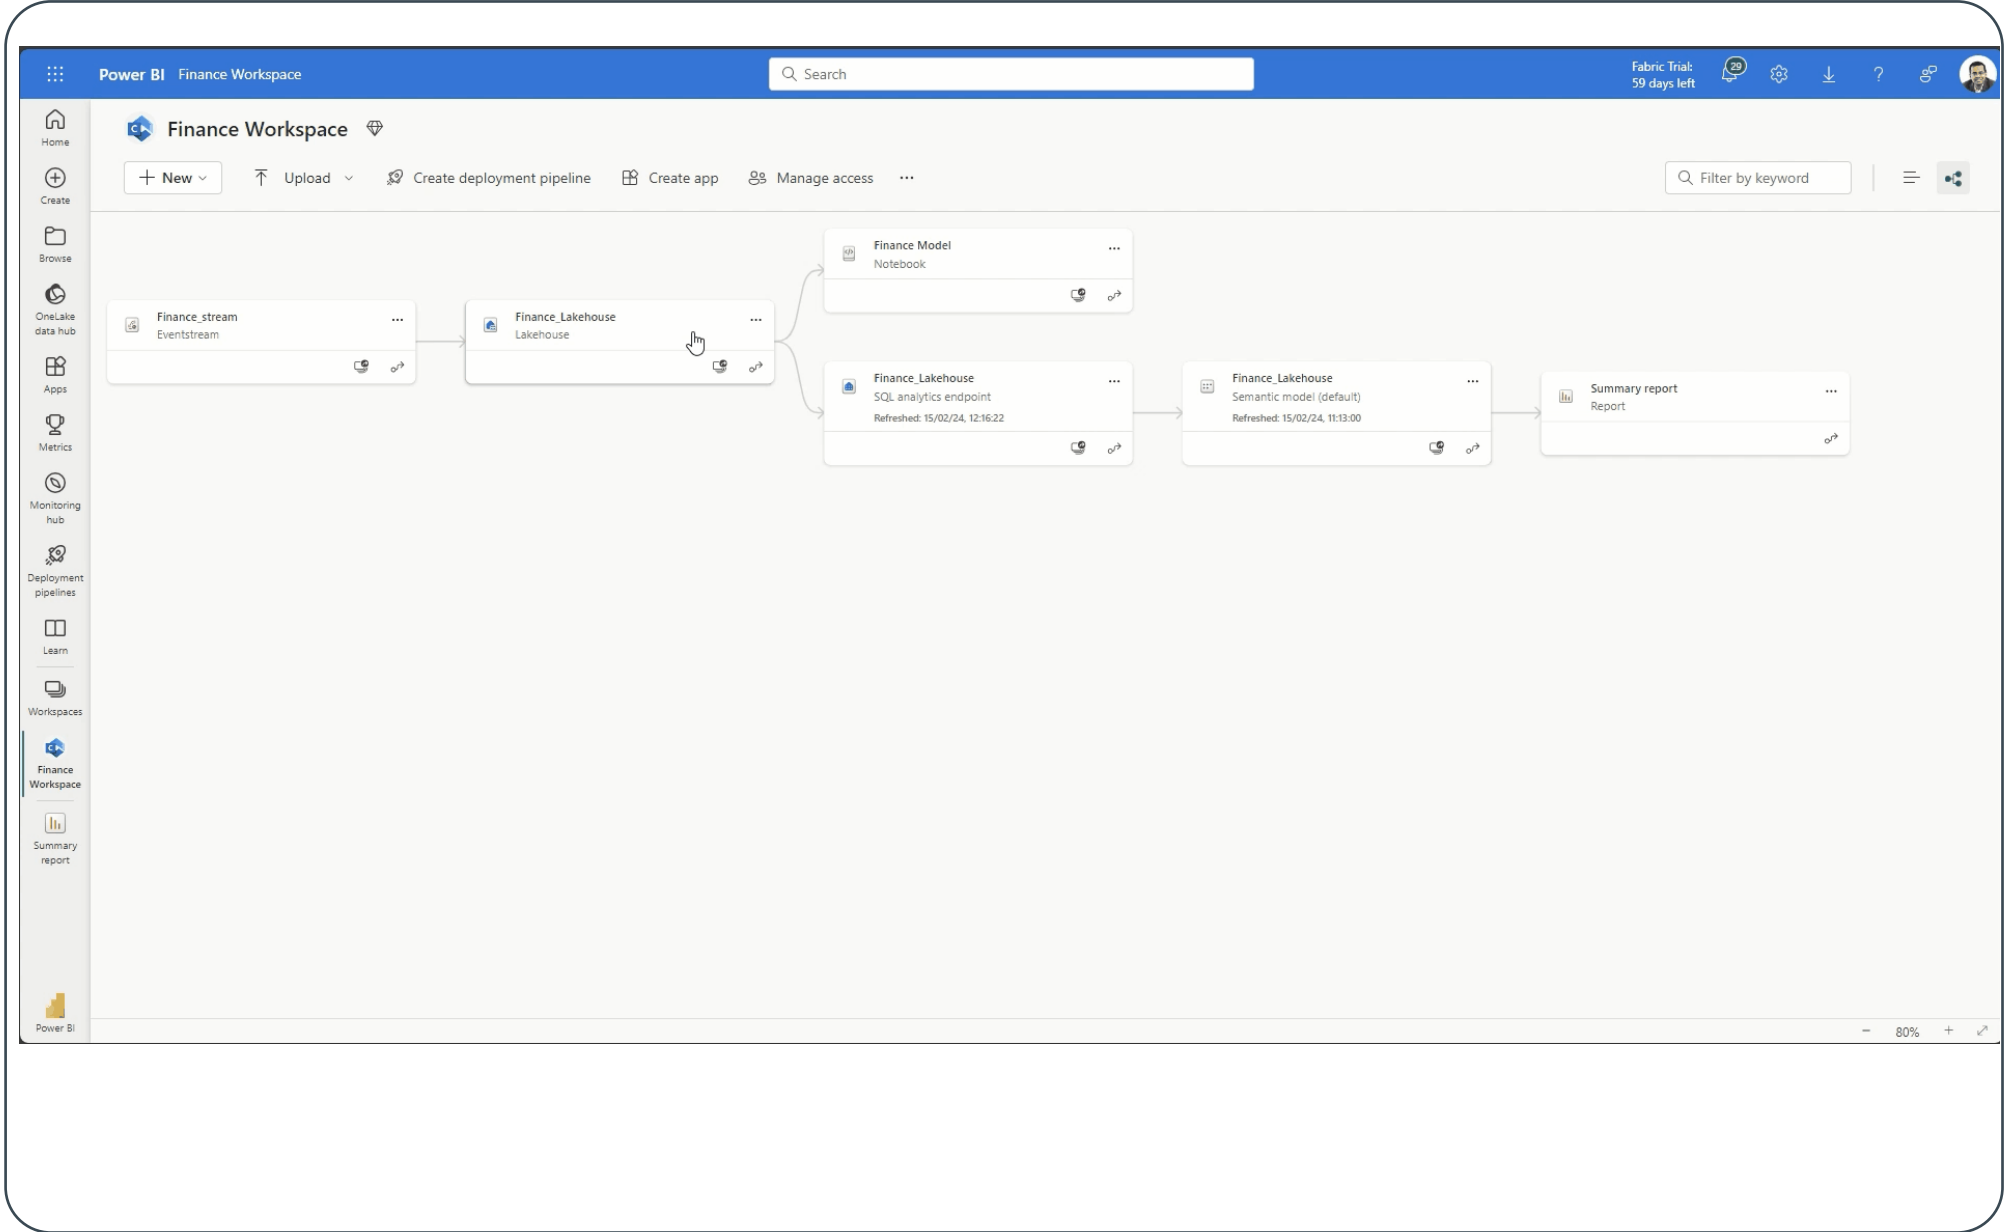 Power BI Finance Workspace
Search
Fabric Trial:
59 days left
29
?
Home
Create
Browse
OneLake
data hub
Apps
Metrics
Monitoring
hub
Deployment
pipelines
Learn
Workspaces
Finance
Workspace
Summary
report
Power BI
Finance Workspace
New
Upload
Create deployment pipeline
Create app
Manage access
...
Filter by keyword
Finance_stream
Eventstream
Finance_Lakehouse
Lakehouse
Finance Model
Notebook
Finance_Lakehouse
SQL analytics endpoint
Refreshed: 15/02/24, 12:16:22
Finance_Lakehouse
Semantic model (default)
Refreshed: 15/02/24, 11:13:00
Summary report
Report
− 80% +